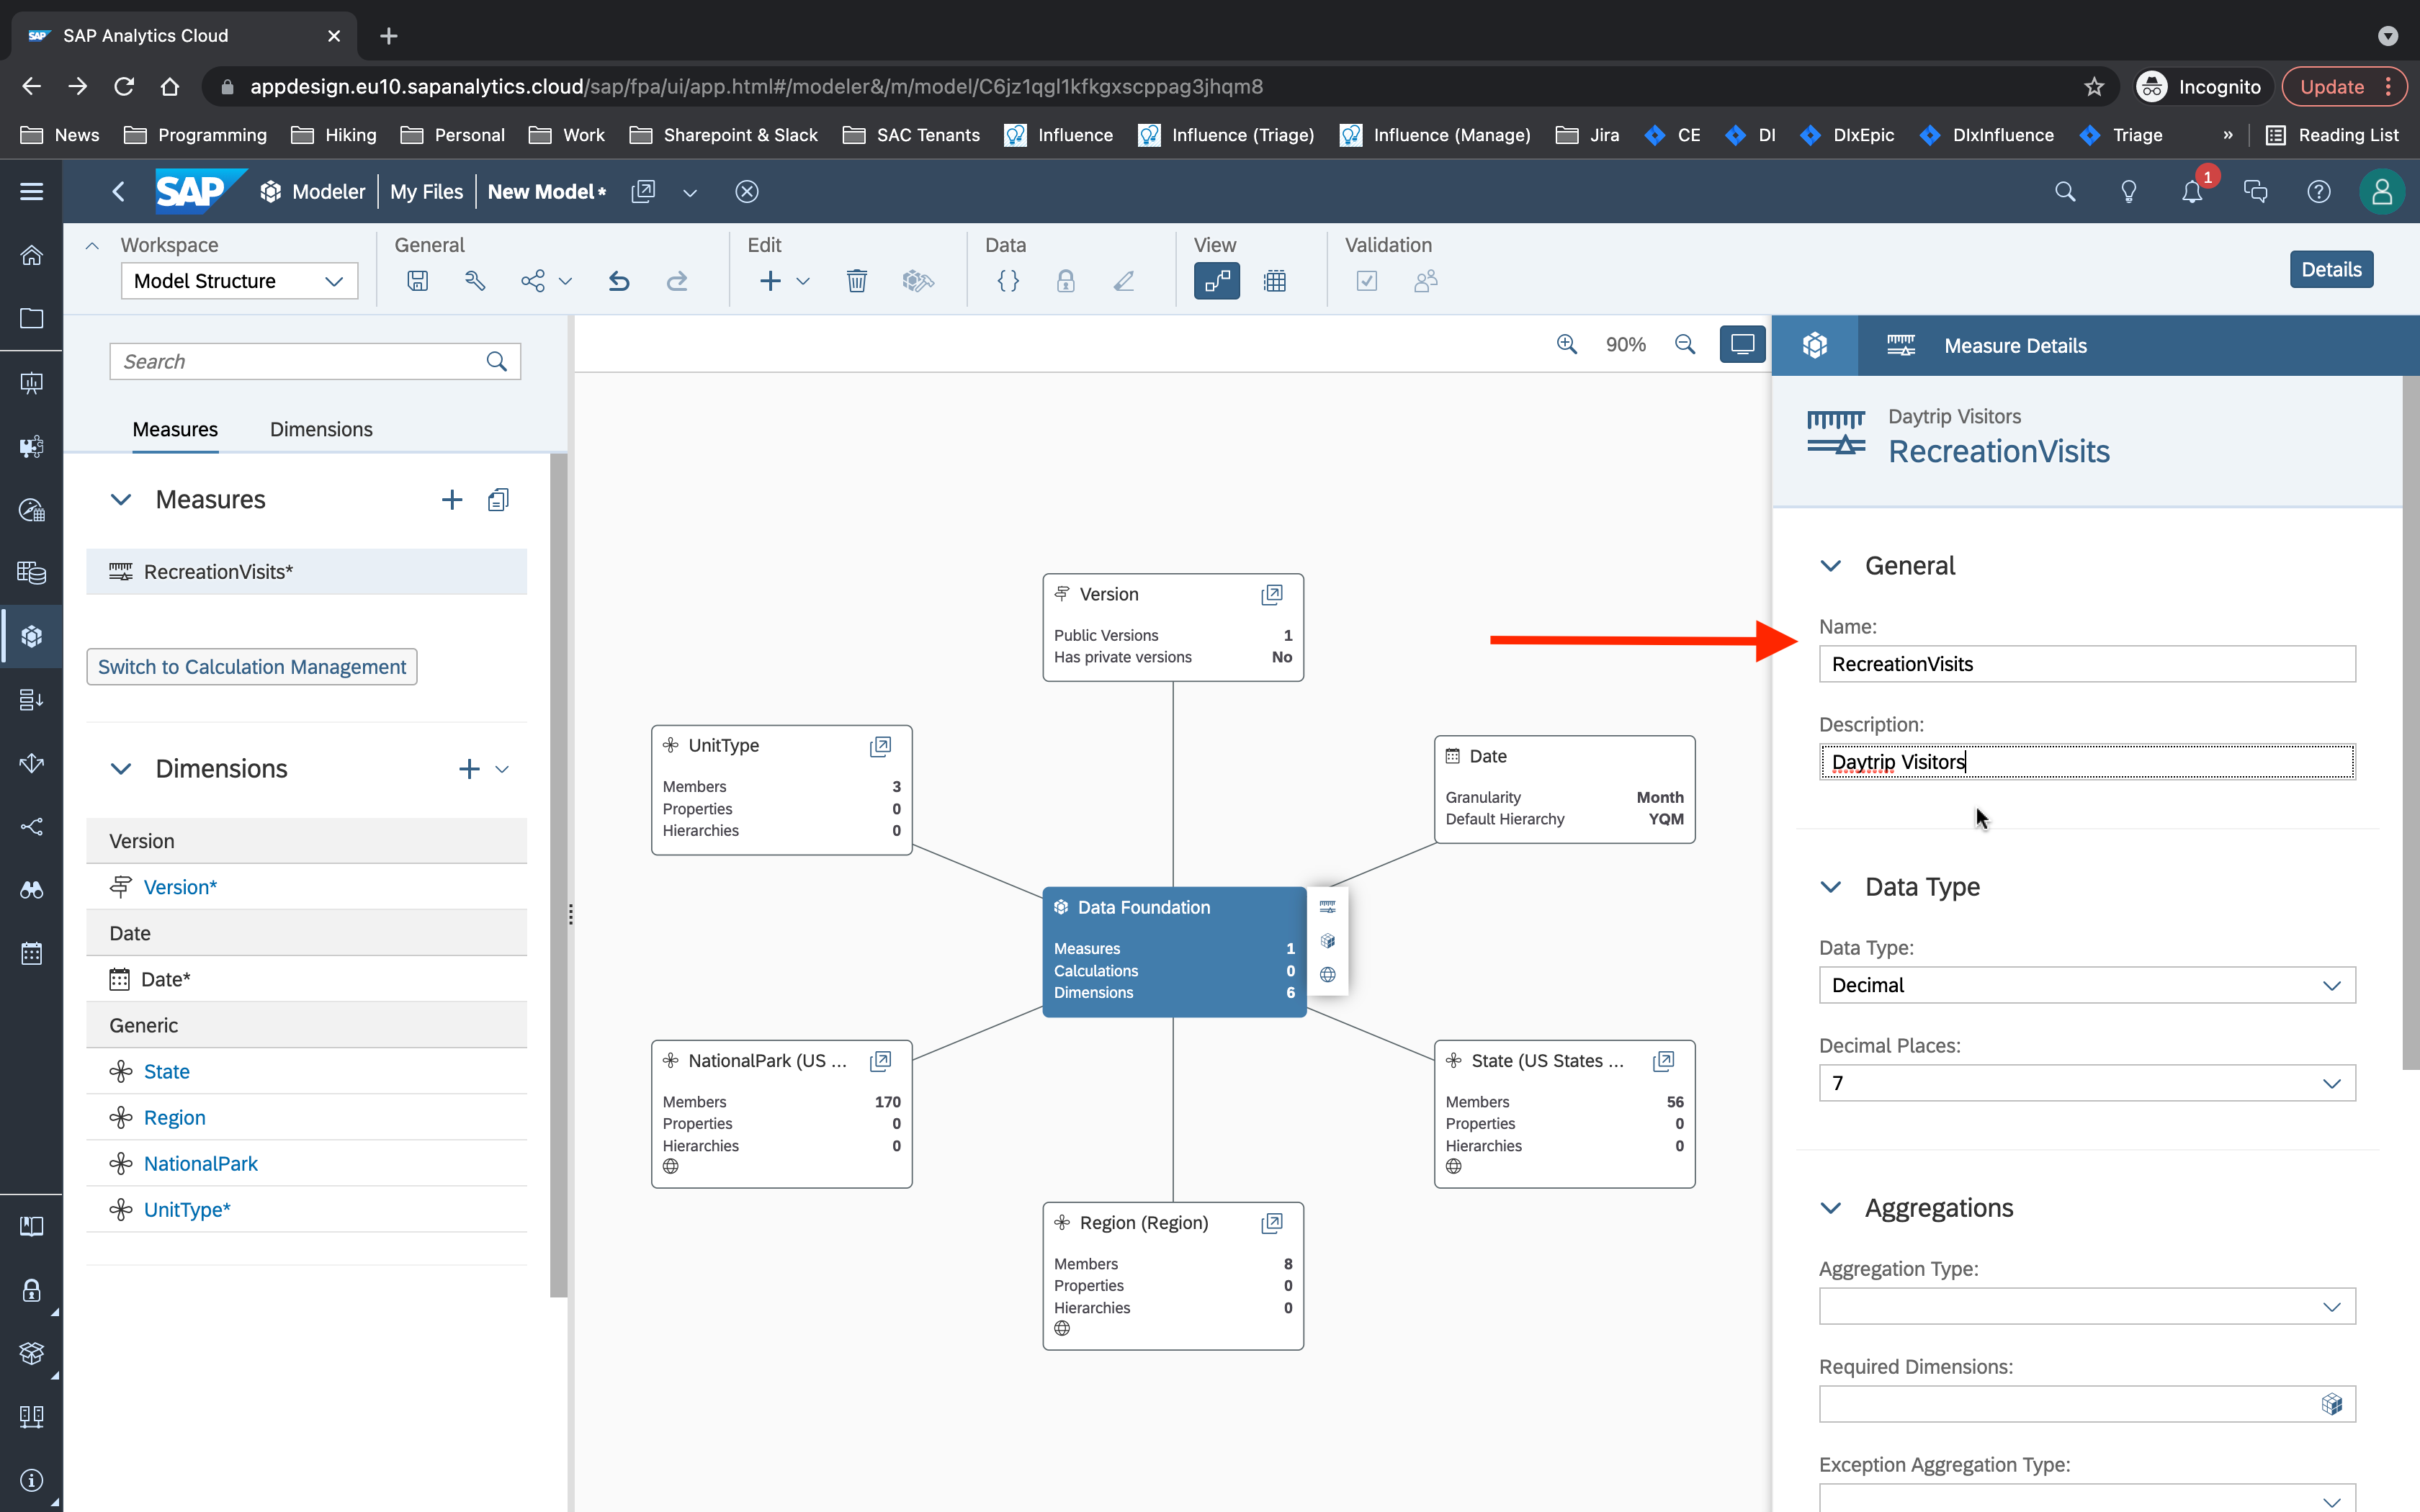 SAP SAP Analytics Cloud
appdesign.eu10.sapanalytics.cloud/sap/fpa/ui/app.html#/modeler&/m/model/C6jz1qgl1kfkgxscppag3jhqm8
Incognito
Update
News
Programming
Hiking
Personal
Work
Sharepoint & Slack
SAC Tenants
Influence
Influence (Triage)
Influence (Manage)
Jira
CE
DI
DIxEpic
DIxInfluence
Triage
»
Reading List
SAP
Modeler
My Files
New Model *
1
Workspace
General
Edit
Data
View
Validation
Model Structure
Details
Search
Measures
Dimensions
Measures
RecreationVisits*
Switch to Calculation Management
Dimensions
Version
Version*
Date
Date*
Generic
State
Region
NationalPark
UnitType*
90%
Version
Public Versions 1
Has private versions No
UnitType
Members 3
Properties 0
Hierarchies 0
Date
Granularity Month
Default Hierarchy YQM
Data Foundation
Measures 1
Calculations 0
Dimensions 6
NationalPark (US ...
Members 170
Properties 0
Hierarchies 0
State (US States ...
Members 56
Properties 0
Hierarchies 0
Region (Region)
Members 8
Properties 0
Hierarchies 0
Measure Details
Daytrip Visitors
RecreationVisits
General
Name:
RecreationVisits
Description:
Daytrip Visitors
Data Type
Data Type:
Decimal
Decimal Places:
7
Aggregations
Aggregation Type:
Required Dimensions:
Exception Aggregation Type: